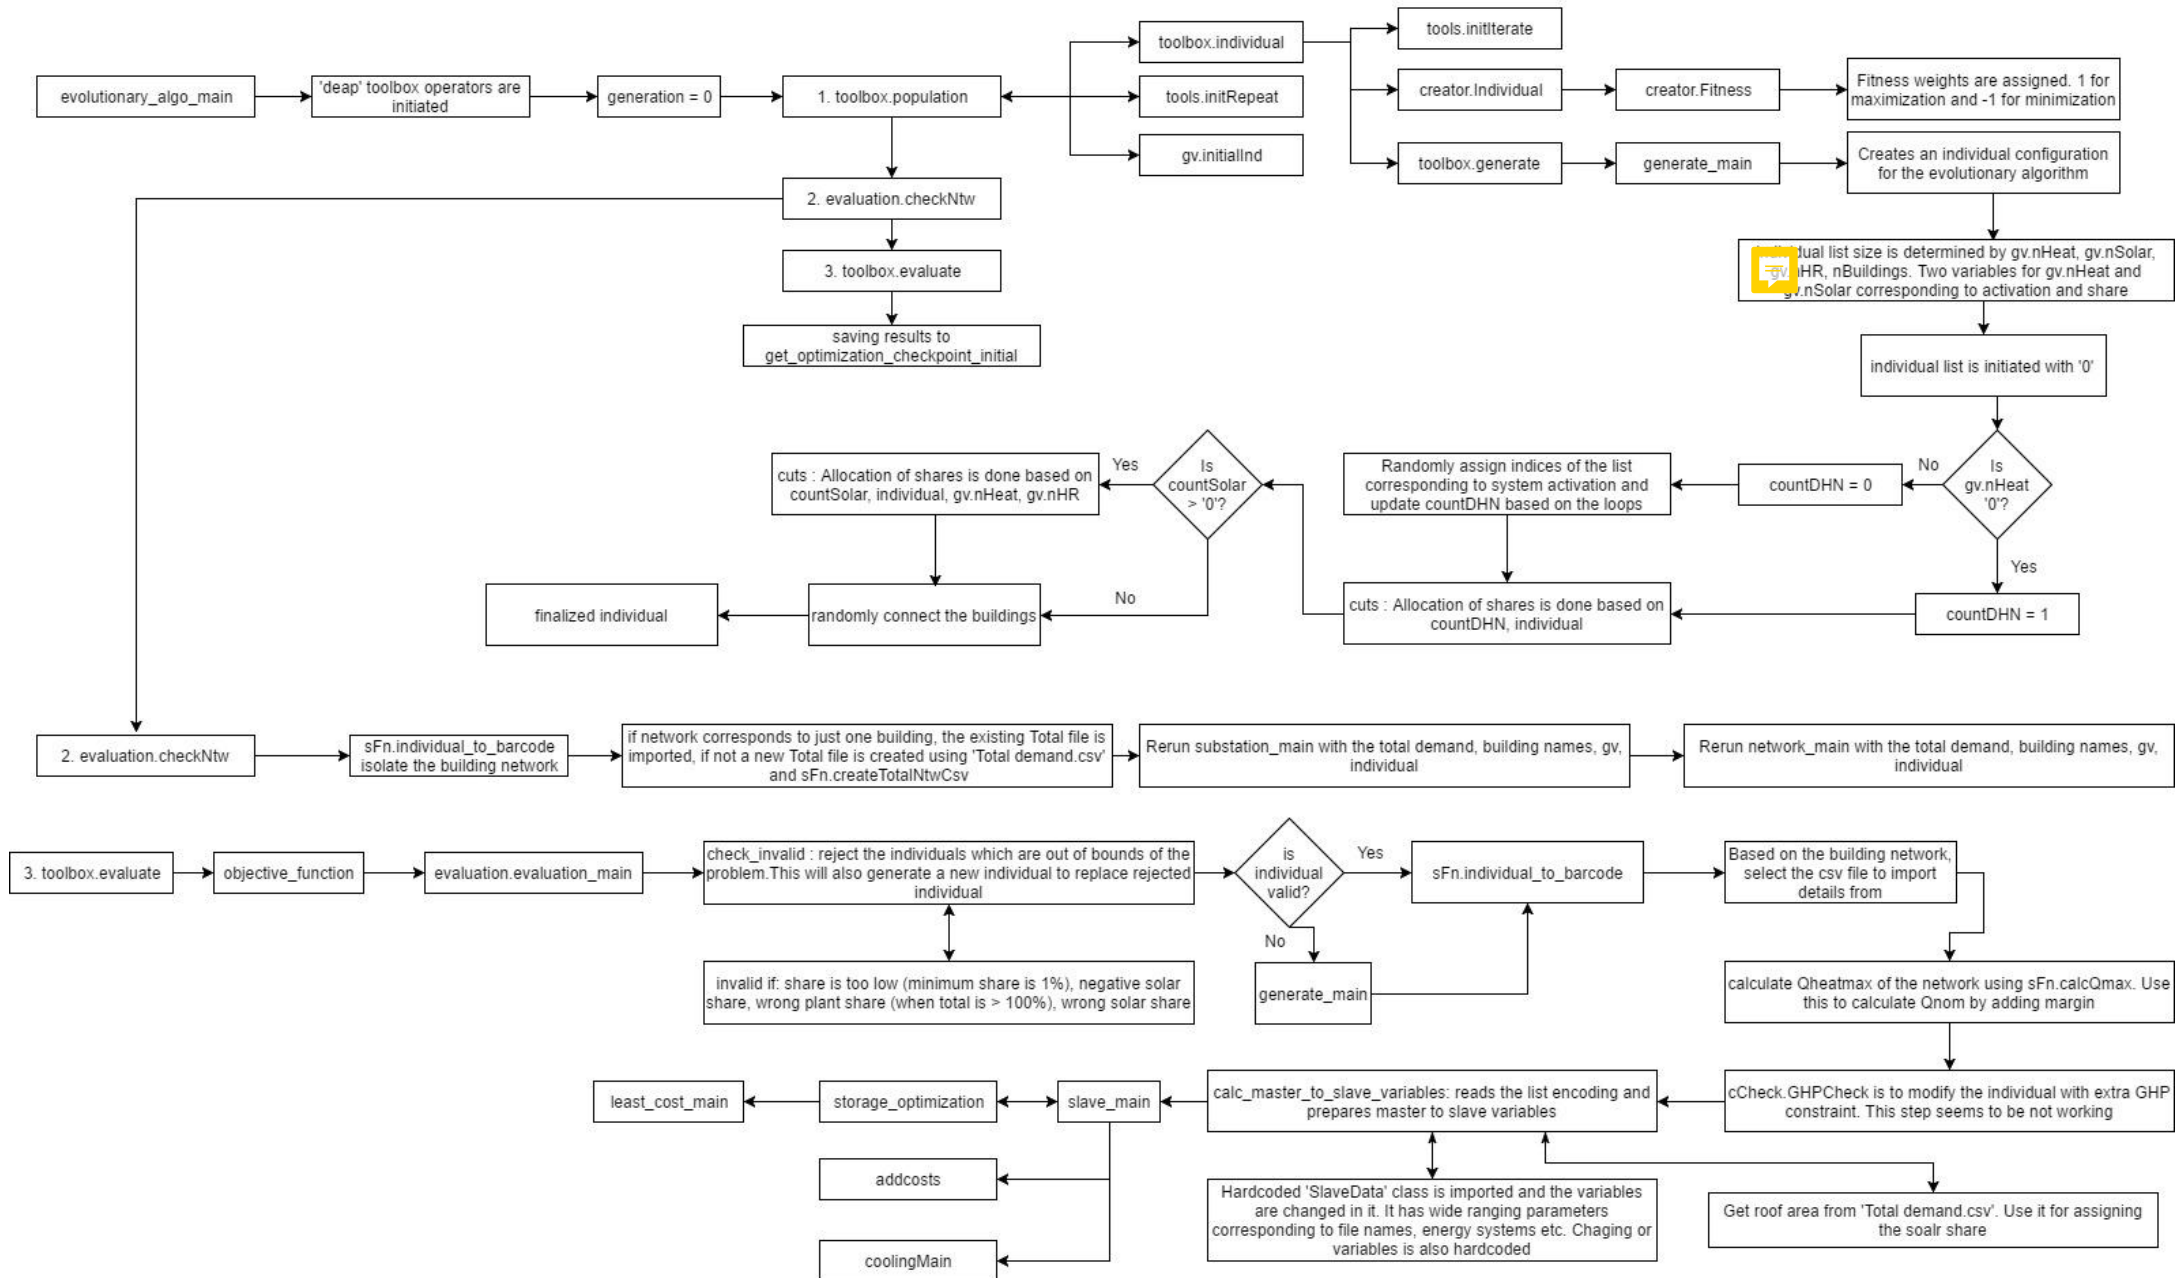 evolutionary_algo_main
'deap' toolbox operators are
initiated
generation = 0
1. toolbox.population
toolbox.individual
tools.initRepeat
gv.initialInd
tools.initIterate
creator.Individual
creator.Fitness
Fitness weights are assigned. 1 for
maximization and -1 for minimization
toolbox.generate
generate_main
Creates an individual configuration
for the evolutionary algorithm
2. evaluation.checkNtw
3. toolbox.evaluate
saving results to
get_optimization_checkpoint_initial
list size is determined by gv.nHeat, gv.nSolar,
nBuildings. Two variables for gv.nHeat and
gv.nSolar corresponding to activation and share
individual list is initiated with '0'
Is
gv.nHeat
'0'?
No
countDHN = 0
Yes
countDHN = 1
Randomly assign indices of the list
corresponding to system activation and
update countDHN based on the loops
cuts : Allocation of shares is done based on
countDHN, individual
Is
countSolar
> '0'?
Yes
cuts : Allocation of shares is done based on
countSolar, individual, gv.nHeat, gv.nHR
No
randomly connect the buildings
finalized individual
2. evaluation.checkNtw
sFn.individual_to_barcode
isolate the building network
if network corresponds to just one building, the existing Total file is
imported, if not a new Total file is created using 'Total demand.csv'
and sFn.createTotalNtwCsv
Rerun substation_main with the total demand, building names, gv,
individual
Rerun network_main with the total demand, building names, gv,
individual
3. toolbox.evaluate
objective_function
evaluation.evaluation_main
check_invalid : reject the individuals which are out of bounds of the
problem.This will also generate a new individual to replace rejected
individual
invalid if: share is too low (minimum share is 1%), negative solar
share, wrong plant share (when total is > 100%), wrong solar share
is
individual
valid?
Yes
No
generate_main
sFn.individual_to_barcode
Based on the building network,
select the csv file to import
details from
calculate Qheatmax of the network using sFn.calcQmax. Use
this to calculate Qnom by adding margin
cCheck.GHPCheck is to modify the individual with extra GHP
constraint. This step seems to be not working
calc_master_to_slave_variables: reads the list encoding and
prepares master to slave variables
Hardcoded 'SlaveData' class is imported and the variables
are changed in it. It has wide ranging parameters
corresponding to file names, energy systems etc. Chaging or
variables is also hardcoded
Get roof area from 'Total demand.csv'. Use it for assigning
the soalr share
slave_main
storage_optimization
least_cost_main
addcosts
coolingMain